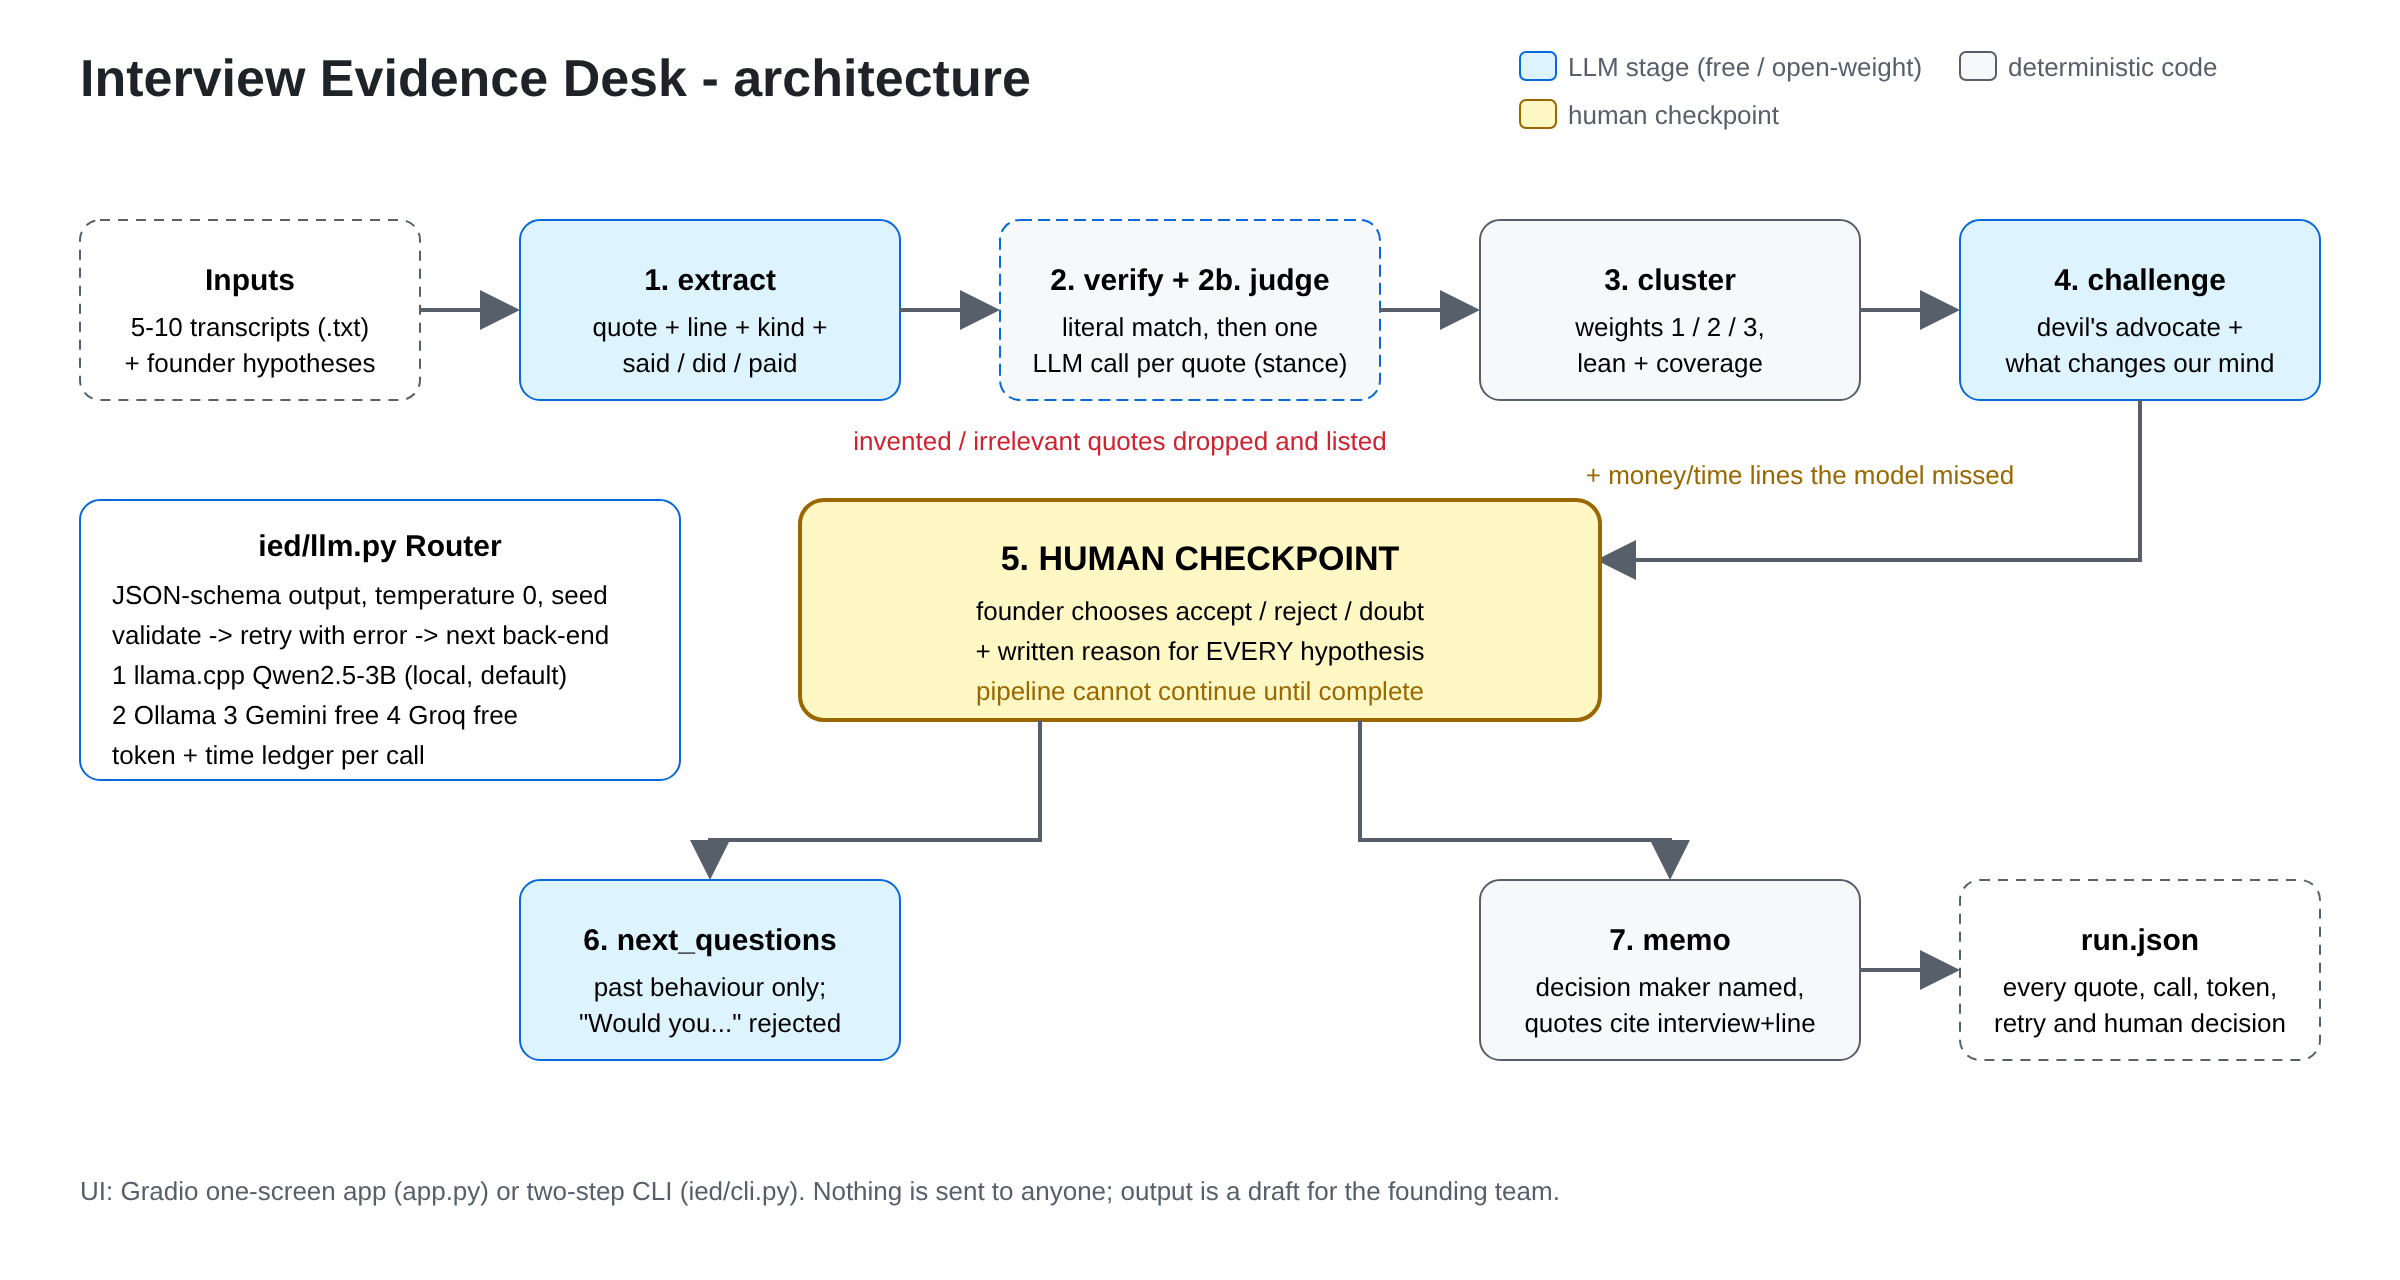 Interview Evidence Desk - architecture
LLM stage (free / open-weight)
deterministic code
human checkpoint
Inputs
5-10 transcripts (.txt)
+ founder hypotheses
1. extract
quote + line + kind +
said / did / paid
2. verify + 2b. judge
literal match, then one
LLM call per quote (stance)
3. cluster
weights 1 / 2 / 3,
lean + coverage
4. challenge
devil's advocate +
what changes our mind
invented / irrelevant quotes dropped and listed
+ money/time lines the model missed
ied/llm.py Router
JSON-schema output, temperature 0, seed
validate -> retry with error -> next back-end
1 llama.cpp Qwen2.5-3B (local, default)
2 Ollama 3 Gemini free 4 Groq free
token + time ledger per call
5. HUMAN CHECKPOINT
founder chooses accept / reject / doubt
+ written reason for EVERY hypothesis
pipeline cannot continue until complete
6. next_questions
past behaviour only;
"Would you..." rejected
7. memo
decision maker named,
quotes cite interview+line
run.json
every quote, call, token,
retry and human decision
UI: Gradio one-screen app (app.py) or two-step CLI (ied/cli.py). Nothing is sent to anyone; output is a draft for the founding team.